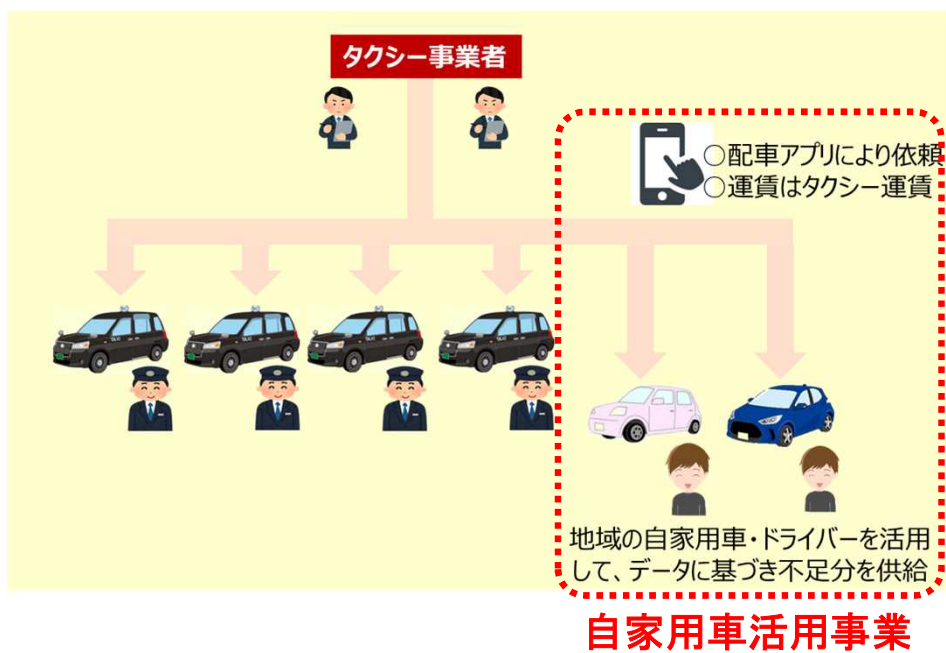 タクシー事業者
○配車アプリにより依頼
○運賃はタクシー運賃
地域の自家用車・ドライバーを活用
して、データに基づき不足分を供給
自家用車活用事業